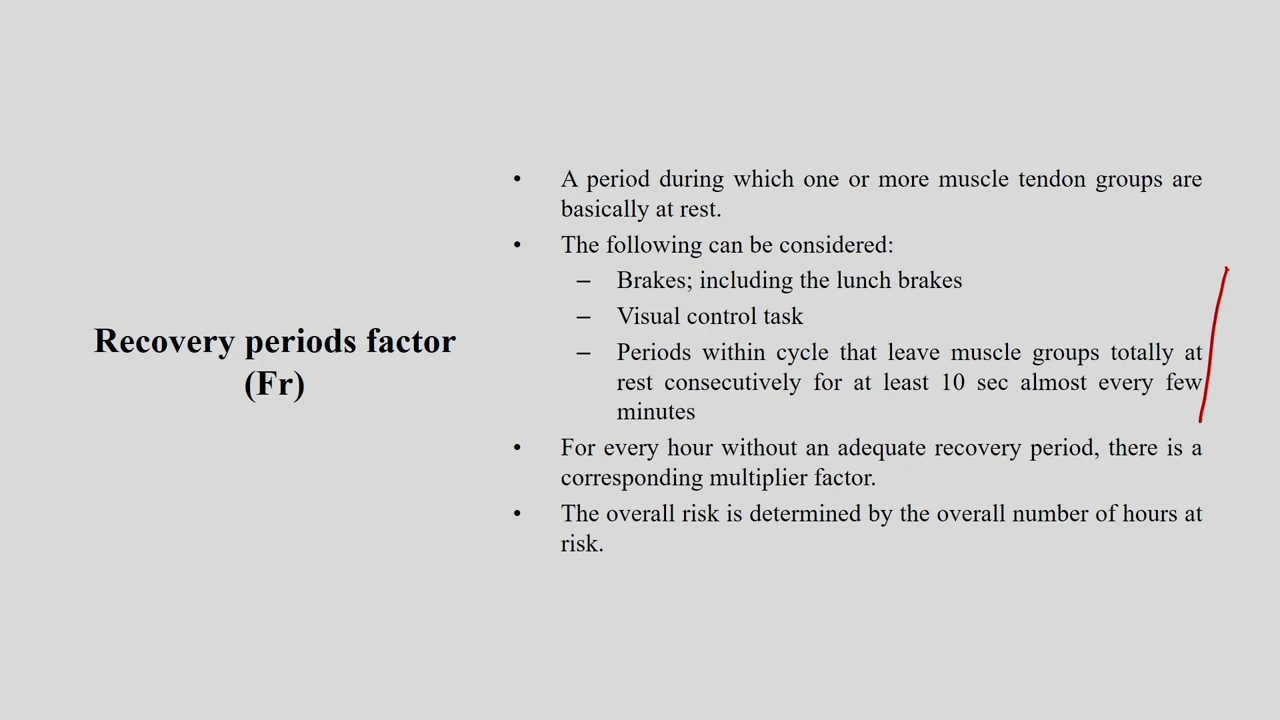 Recovery periods factor
(Fr)
• A period during which one or more muscle tendon groups are
basically at rest.
• The following can be considered:
– Brakes; including the lunch brakes
– Visual control task
– Periods within cycle that leave muscle groups totally at
rest consecutively for at least 10 sec almost every few
minutes
• For every hour without an adequate recovery period, there is a
corresponding multiplier factor.
• The overall risk is determined by the overall number of hours at
risk.